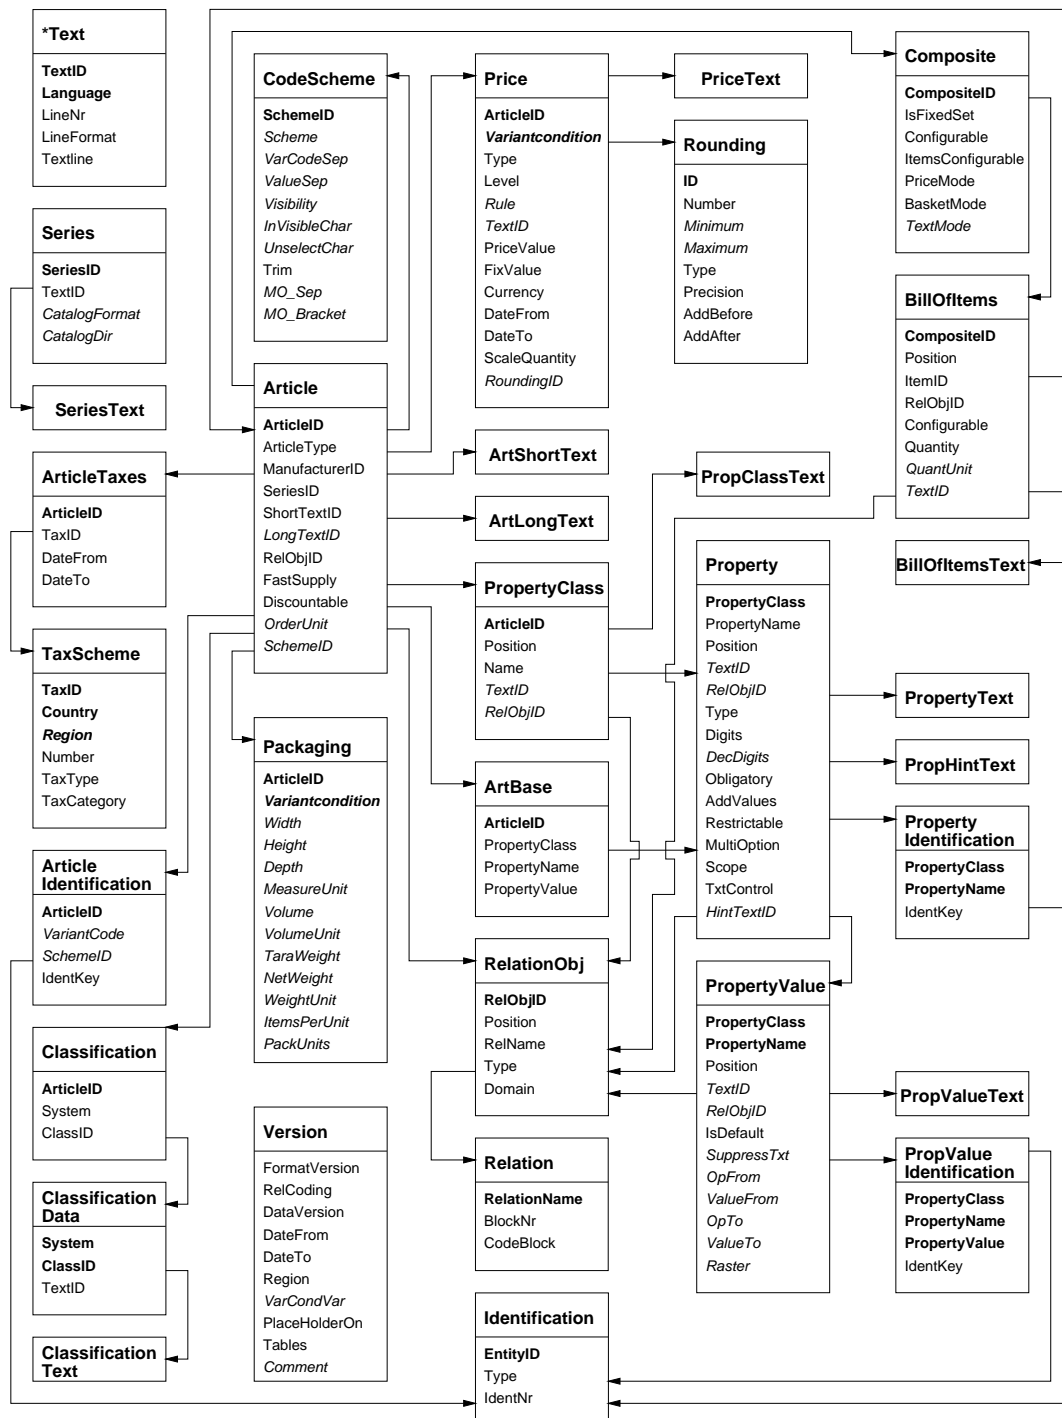 *Text
TextID
Language
LineNr
LineFormat
Textline
Series
SeriesID
TextID
CatalogFormat
CatalogDir
SeriesText
ArticleTaxes
ArticleID
TaxID
DateFrom
DateTo
TaxScheme
TaxID
Country
Region
Number
TaxType
TaxCategory
Article
Identification
ArticleID
VariantCode
SchemeID
IdentKey
Classification
ArticleID
System
ClassID
Classification
Data
System
ClassID
TextID
Classification
Text
CodeScheme
SchemeID
Scheme
VarCodeSep
ValueSep
Visibility
InVisibleChar
UnselectChar
Trim
MO_Sep
MO_Bracket
Article
ArticleID
ArticleType
ManufacturerID
SeriesID
ShortTextID
LongTextID
RelObjID
FastSupply
Discountable
OrderUnit
SchemeID
Packaging
ArticleID
Variantcondition
Width
Height
Depth
MeasureUnit
Volume
VolumeUnit
TaraWeight
NetWeight
WeightUnit
ItemsPerUnit
PackUnits
Version
FormatVersion
RelCoding
DataVersion
DateFrom
DateTo
Region
VarCondVar
PlaceHolderOn
Tables
Comment
Price
ArticleID
Variantcondition
Type
Level
Rule
TextID
PriceValue
FixValue
Currency
DateFrom
DateTo
ScaleQuantity
RoundingID
ArtShortText
ArtLongText
PropertyClass
ArticleID
Position
Name
TextID
RelObjID
ArtBase
ArticleID
PropertyClass
PropertyName
PropertyValue
RelationObj
RelObjID
Position
RelName
Type
Domain
Relation
RelationName
BlockNr
CodeBlock
Identification
EntityID
Type
IdentNr
PriceText
Rounding
ID
Number
Minimum
Maximum
Type
Precision
AddBefore
AddAfter
PropClassText
Property
PropertyClass
PropertyName
Position
TextID
RelObjID
Type
Digits
DecDigits
Obligatory
AddValues
Restrictable
MultiOption
Scope
TxtControl
HintTextID
PropertyValue
PropertyClass
PropertyName
Position
TextID
RelObjID
IsDefault
SuppressTxt
OpFrom
ValueFrom
OpTo
ValueTo
Raster
Composite
CompositeID
IsFixedSet
Configurable
ItemsConfigurable
PriceMode
BasketMode
TextMode
BillOfItems
CompositeID
Position
ItemID
RelObjID
Configurable
Quantity
QuantUnit
TextID
BillOfItemsText
PropertyText
PropHintText
Property
Identification
PropertyClass
PropertyName
IdentKey
PropValueText
PropValue
Identification
PropertyClass
PropertyName
PropertyValue
IdentKey